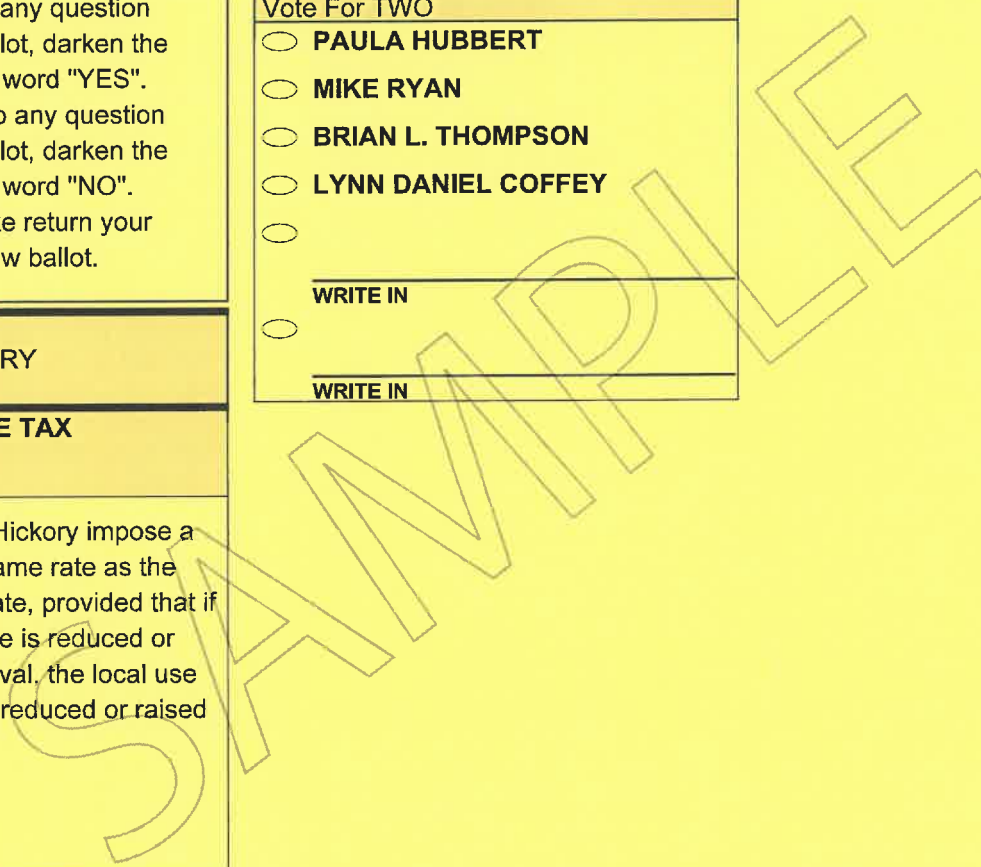 any question
lot, darken the
word "YES".
any question
lot, darken the
word "NO".
e return your
w ballot.
RY
E TAX
Hickory impose a
ame rate as the
ate, provided that if
e is reduced or
val. the local use
reduced or raised
Vote For TWO
PAULA HUBBERT
MIKE RYAN
BRIAN L. THOMPSON
LYNN DANIEL COFFEY
WRITE IN
WRITE IN
SAMPLE